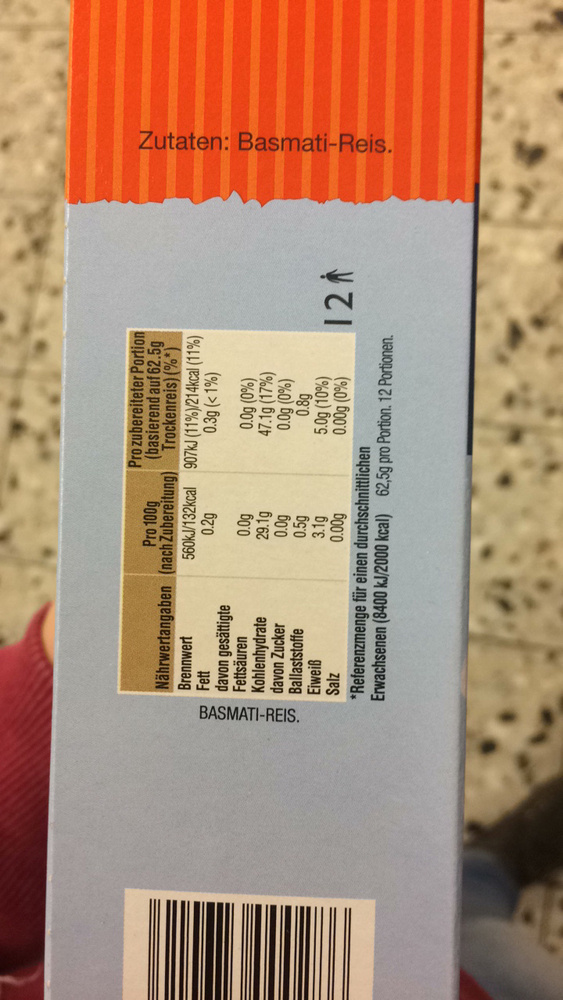 Zutaten: Basmati-Reis.
Nährwertangaben Pro 100g (nach Zubereitung) Pro zubereiteter Portion (basierend auf 62.5g Trockenreis) (%*)
Brennwert 560kJ/132kcal 907kJ (11%)/214kcal (11%)
Fett 0.2g 0.3g (< 1%)
davon gesättigte
Fettsäuren 0.0g 0.0g (0%)
Kohlenhydrate 29.1g 47.1g (17%)
davon Zucker 0.0g 0.0g (0%)
Ballaststoffe 0.5g 0.8g
Eiweiß 3.1g 5.0g (10%)
Salz 0.00g 0.00g (0%)
*Referenzmenge für einen durchschnittlichen
Erwachsenen (8400 kJ/2000 kcal) 62,5g pro Portion. 12 Portionen.
12
BASMATI-REIS.